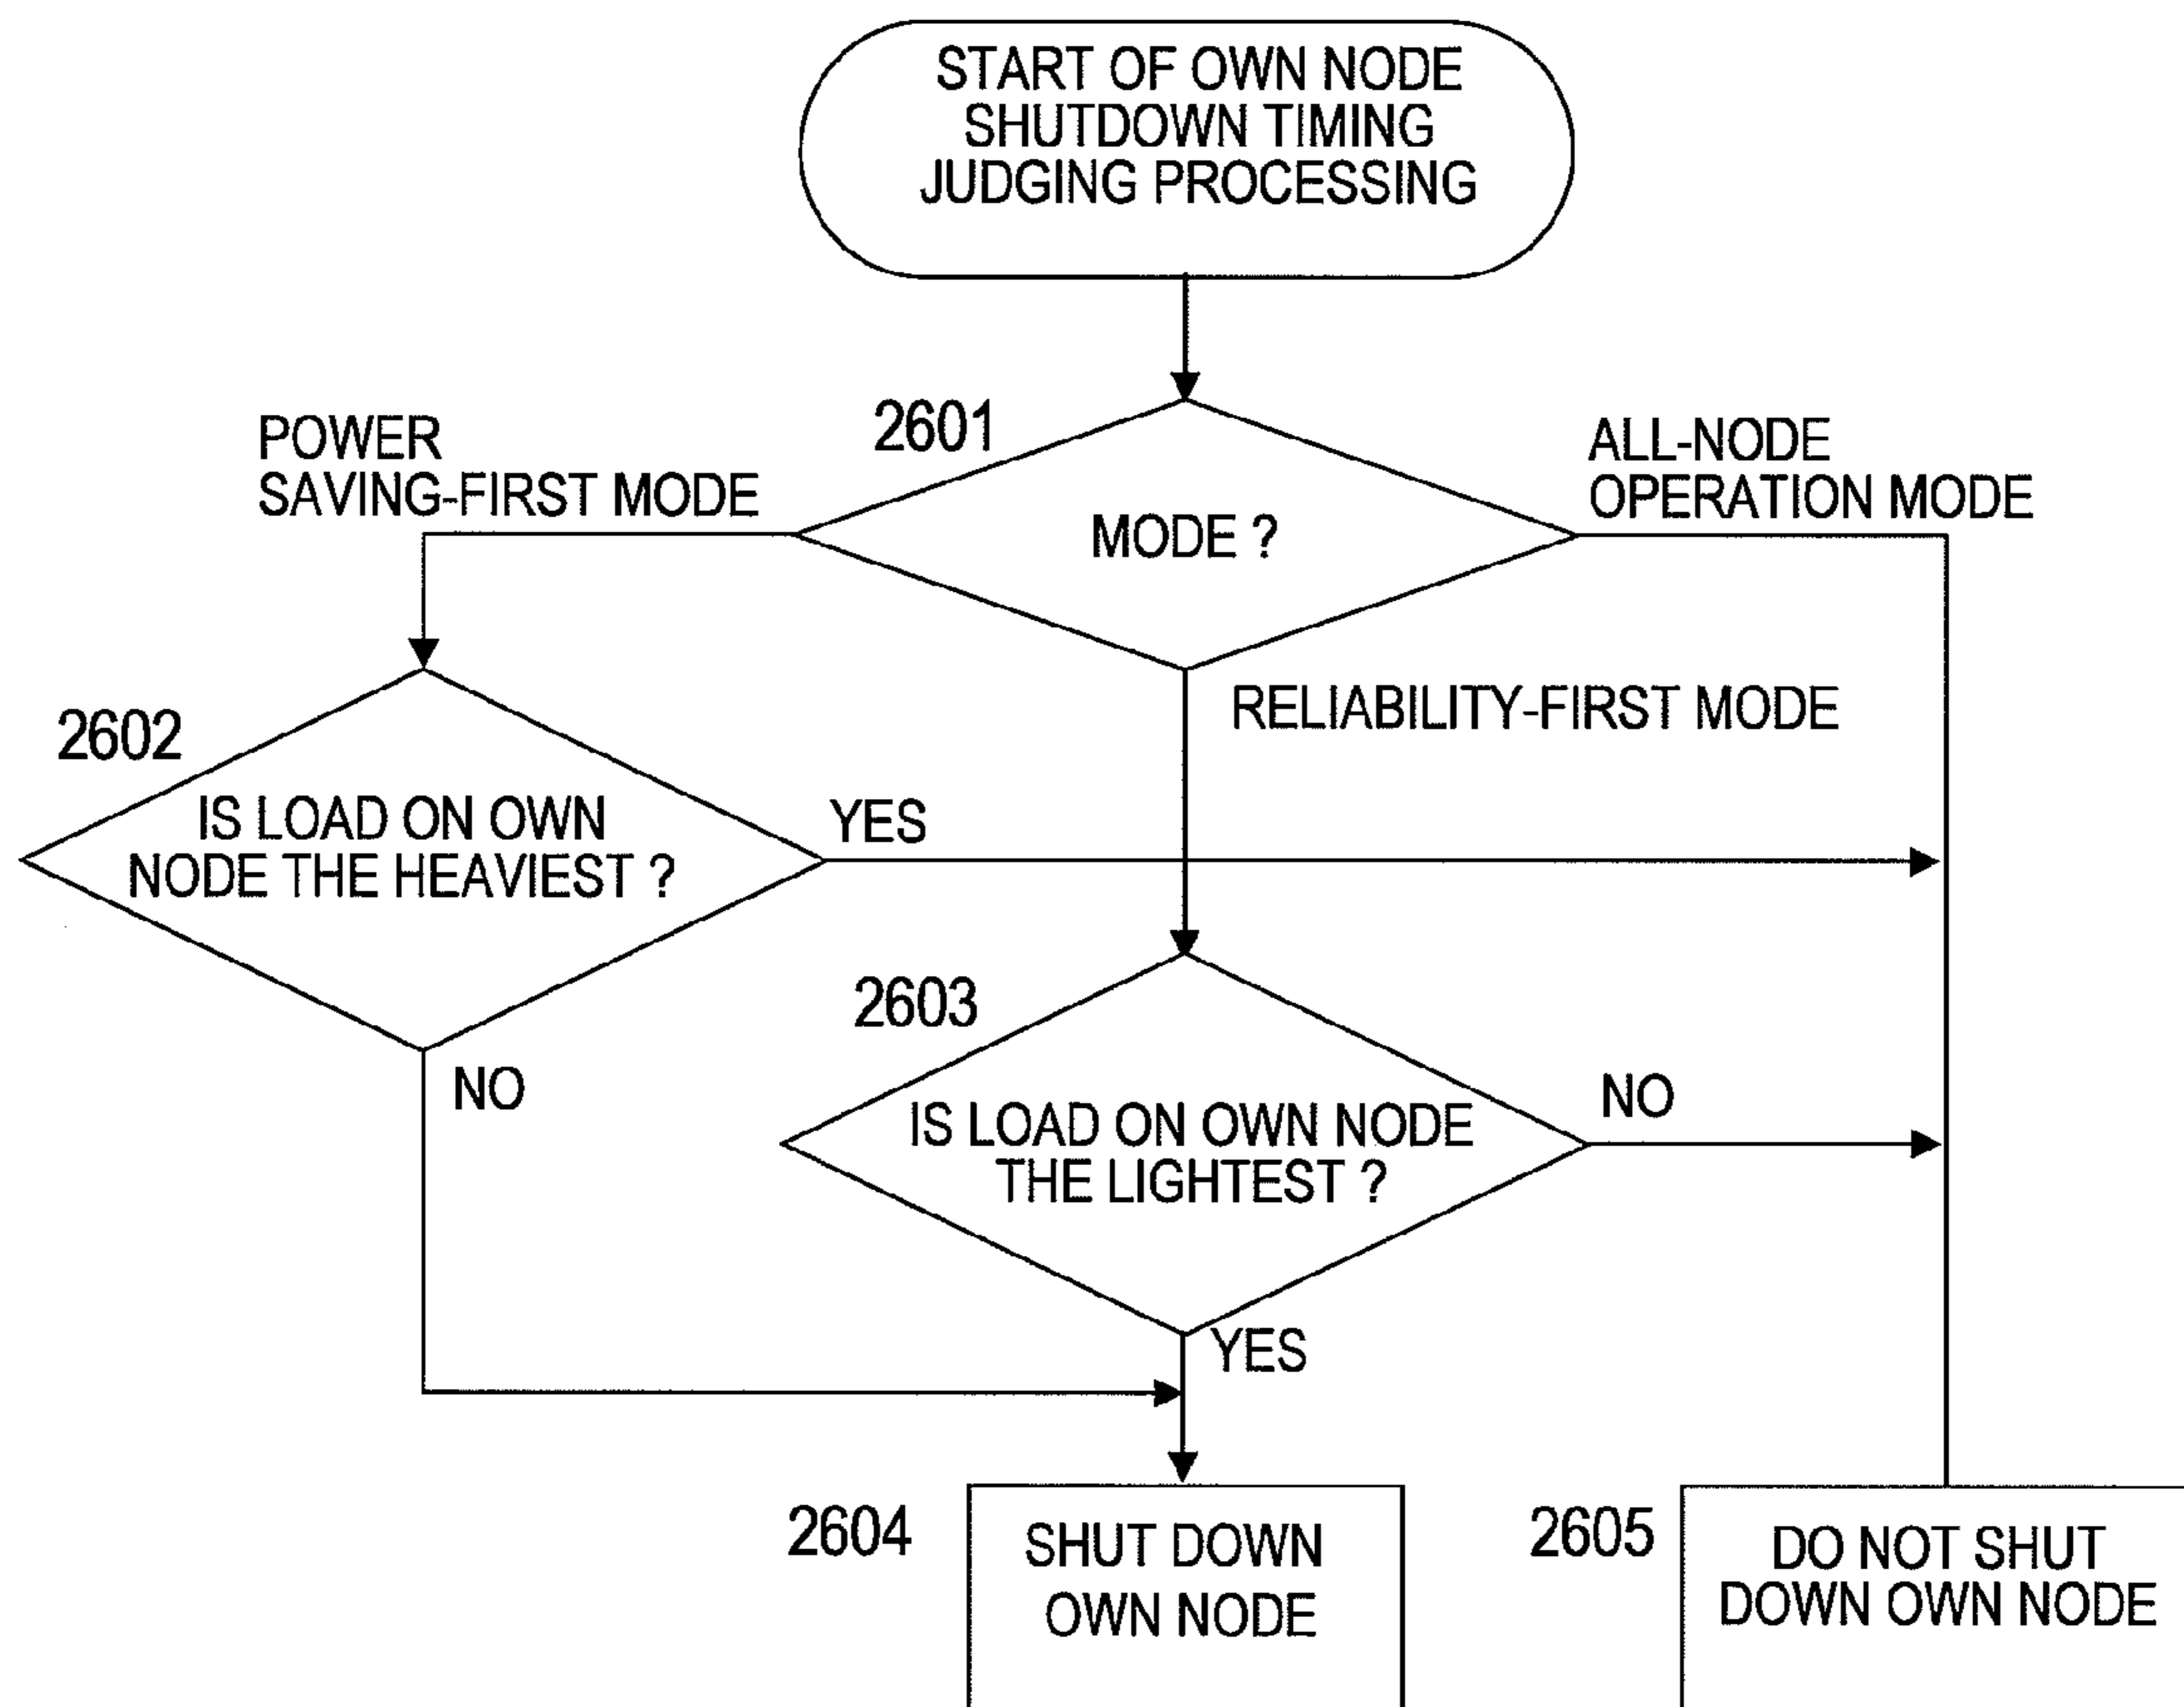 START OF OWN NODE
SHUTDOWN TIMING
JUDGING PROCESSING
2601
POWER
SAVING-FIRST MODE
MODE ?
ALL-NODE
OPERATION MODE
RELIABILITY-FIRST MODE
2602
IS LOAD ON OWN
NODE THE HEAVIEST ?
YES
NO
2603
IS LOAD ON OWN NODE
THE LIGHTEST ?
NO
YES
2604
SHUT DOWN
OWN NODE
2605
DO NOT SHUT
DOWN OWN NODE